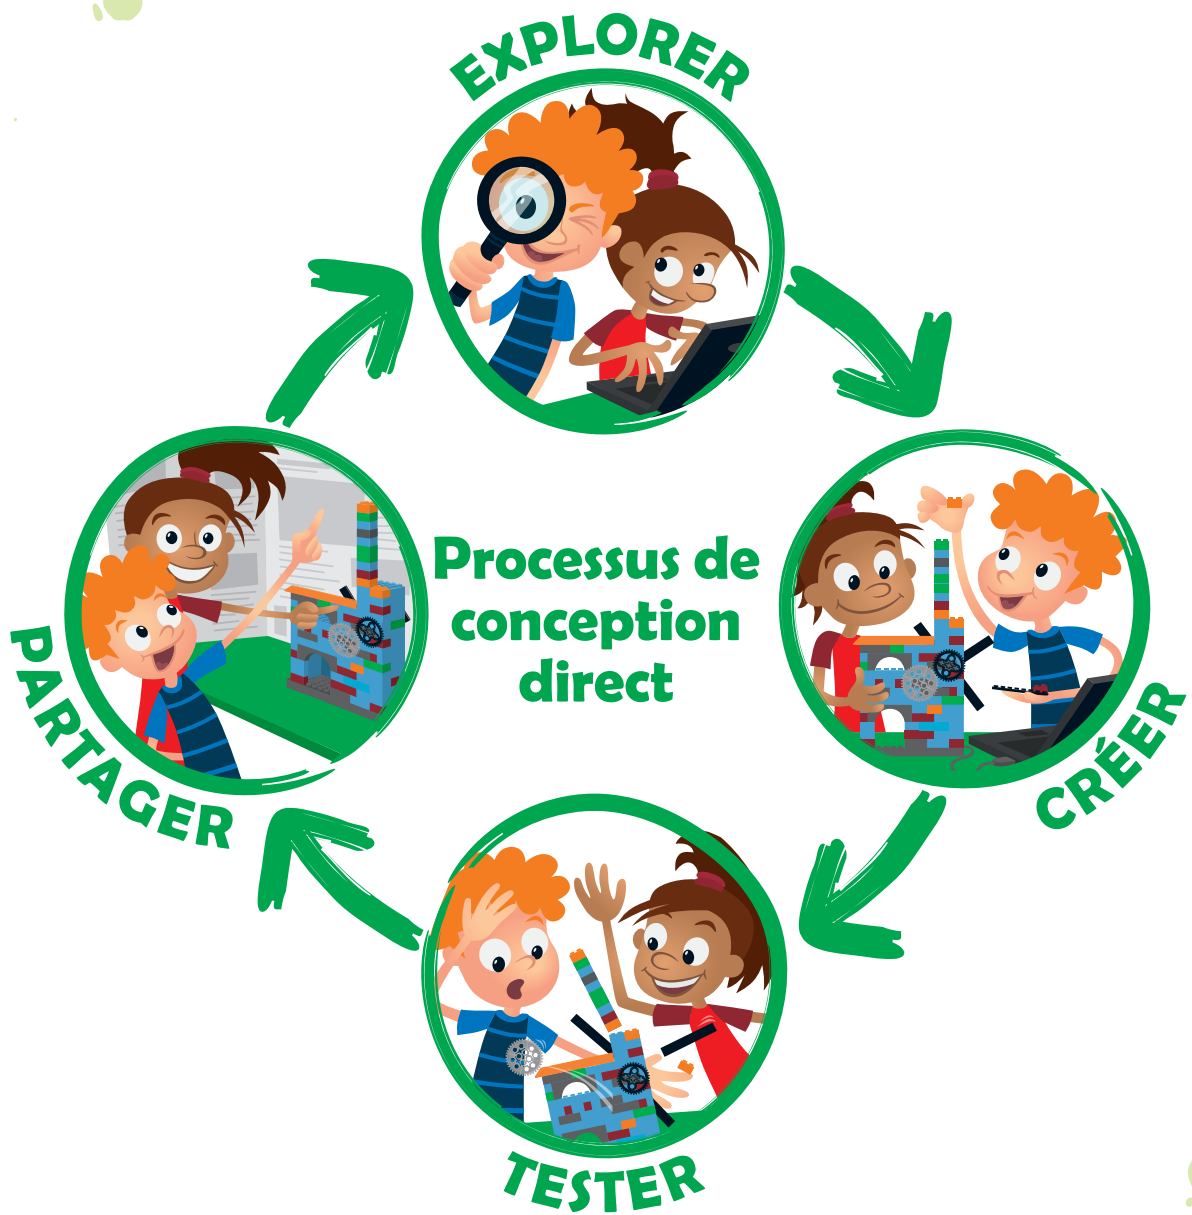 EXPLORER
Processus de
conception
direct
PARTAGER
CRÉER
TESTER